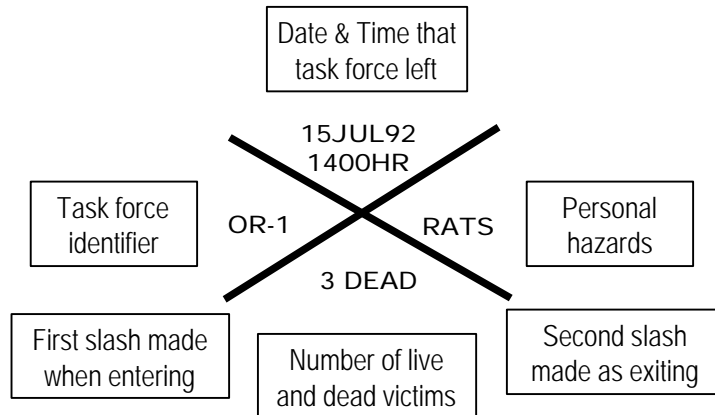 Date & Time that
task force left
15JUL92
1400HR
Task force
identifier
OR-1
RATS
Personal
hazards
3 DEAD
First slash made
when entering
Number of live
and dead victims
Second slash
made as exiting